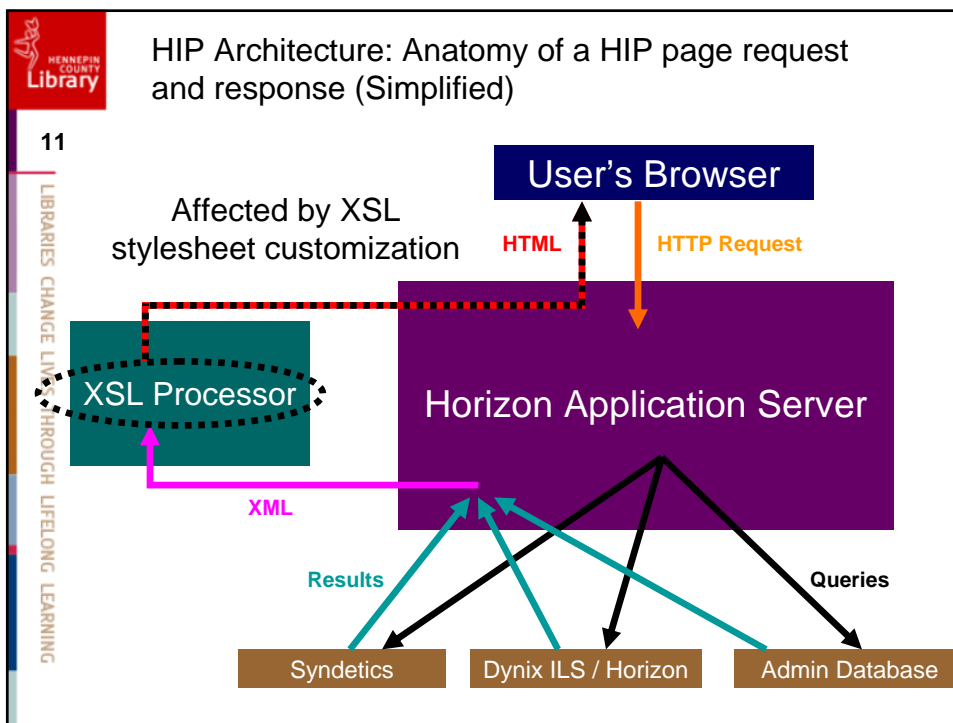 HENNEPIN
COUNTY
Library
HIP Architecture: Anatomy of a HIP page request
and response (Simplified)
11
LIBRARIES CHANGE LIVES THROUGH LIFELONG LEARNING
User's Browser
Affected by XSL
stylesheet customization
HTML
HTTP Request
XSL Processor
Horizon Application Server
XML
Results
Queries
Syndetics
Dynix ILS / Horizon
Admin Database